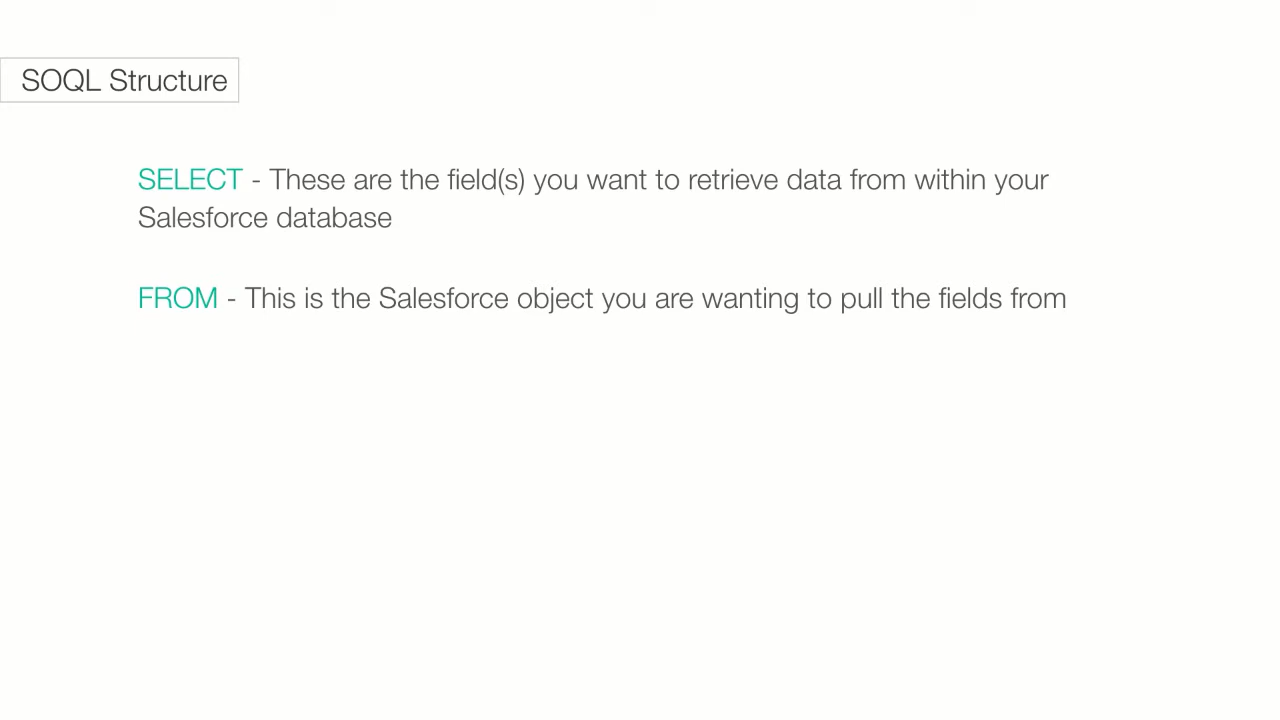 SOQL Structure
SELECT - These are the field(s) you want to retrieve data from within your
Salesforce database
FROM - This is the Salesforce object you are wanting to pull the fields from